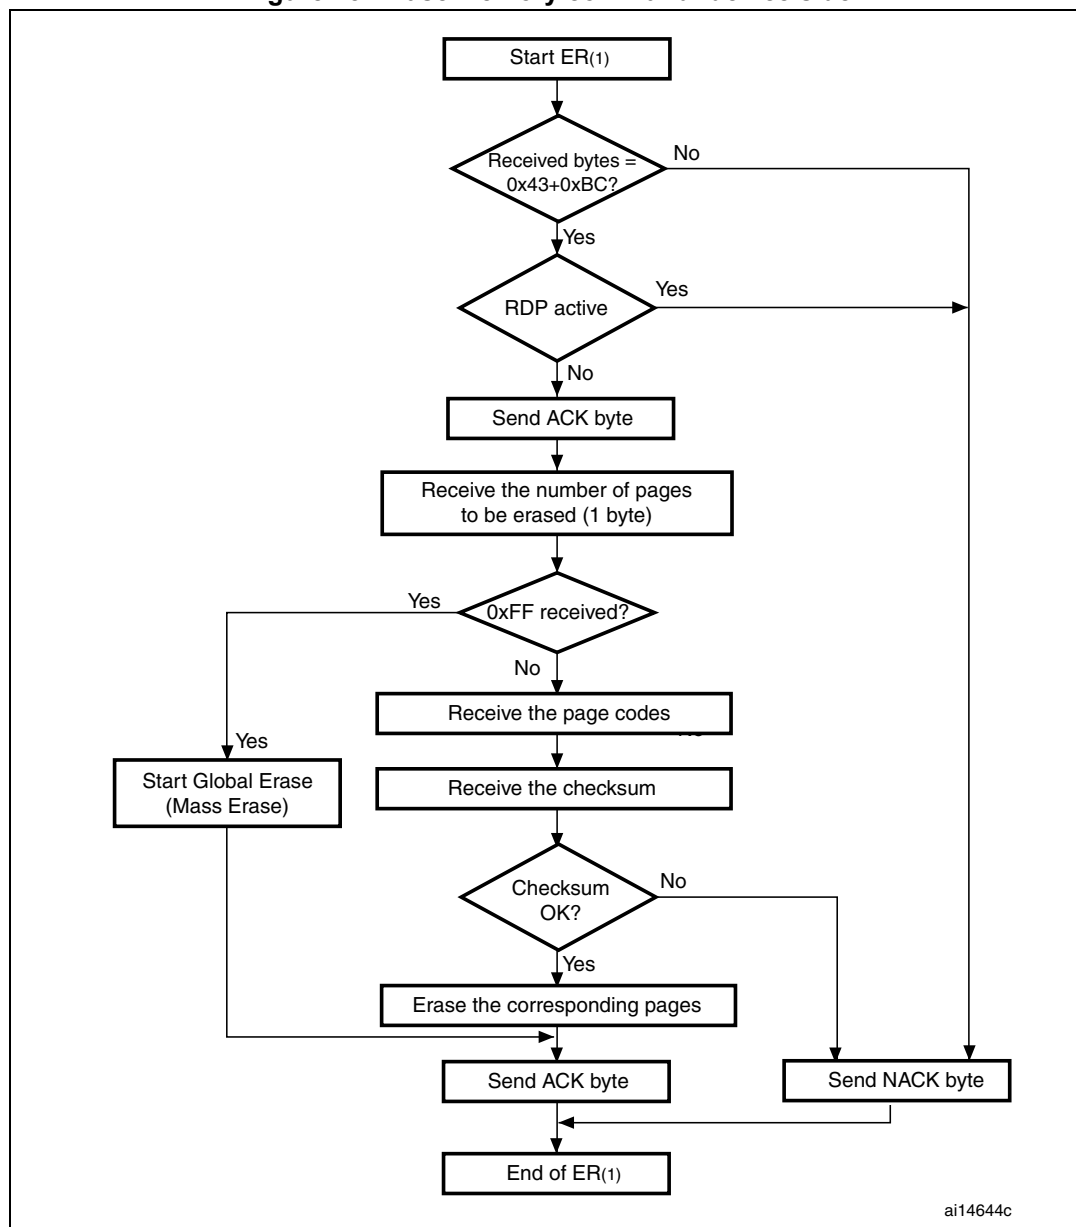 Start ER(1)
Received bytes =
0x43+0xBC?
No
Yes
RDP active
Yes
No
Send ACK byte
Receive the number of pages
to be erased (1 byte)
0xFF received?
Yes
No
Receive the page codes
Yes
Start Global Erase
(Mass Erase)
Receive the checksum
Checksum
OK?
No
Yes
Erase the corresponding pages
Send ACK byte
Send NACK byte
End of ER(1)
ai14644c